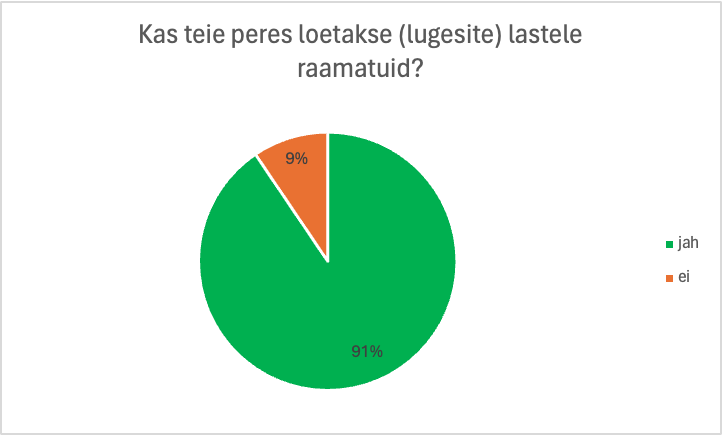 Kas teie peres loetakse (lugesite) lastele
raamatuid?
9%
jah
ei
91%